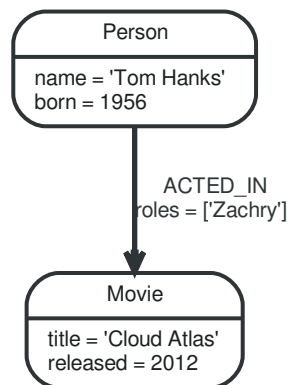 Person
name = 'Tom Hanks'
born = 1956
ACTED_IN
roles = ['Zachry']
Movie
title = 'Cloud Atlas'
released = 2012